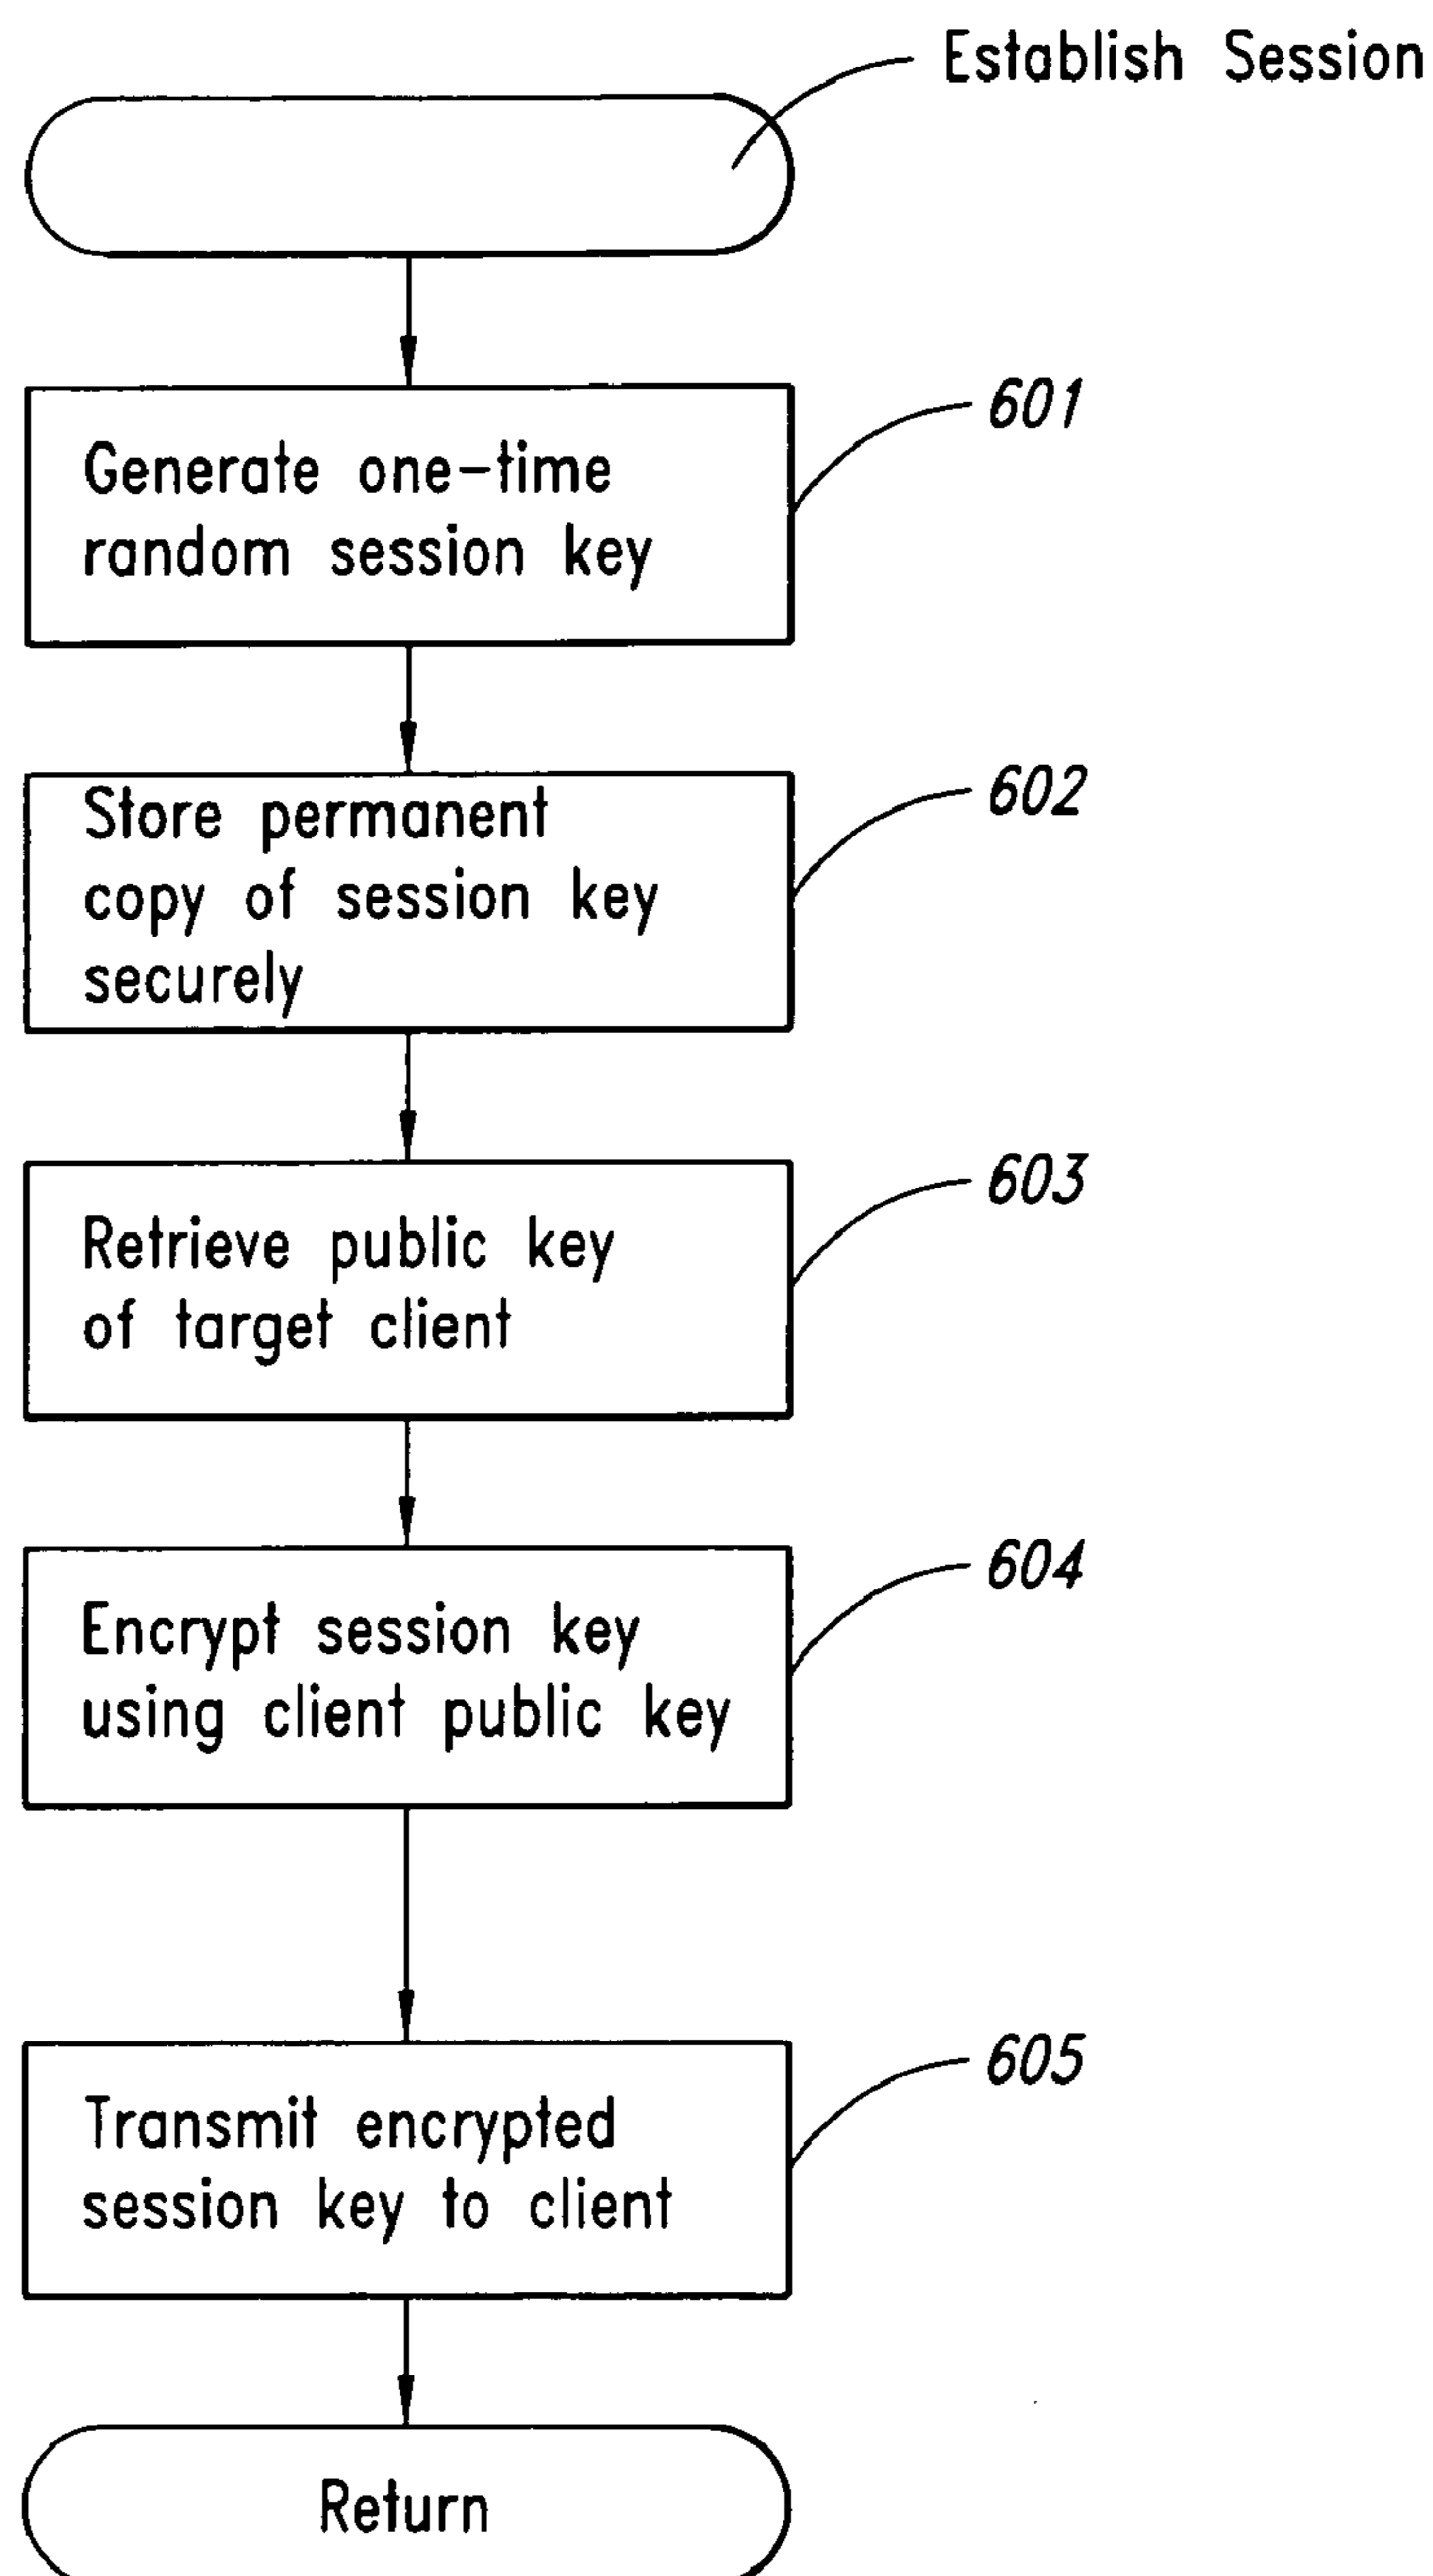 Establish Session
601
Generate one-time
random session key
602
Store permanent
copy of session key
securely
603
Retrieve public key
of target client
604
Encrypt session key
using client public key
605
Transmit encrypted
session key to client
Return